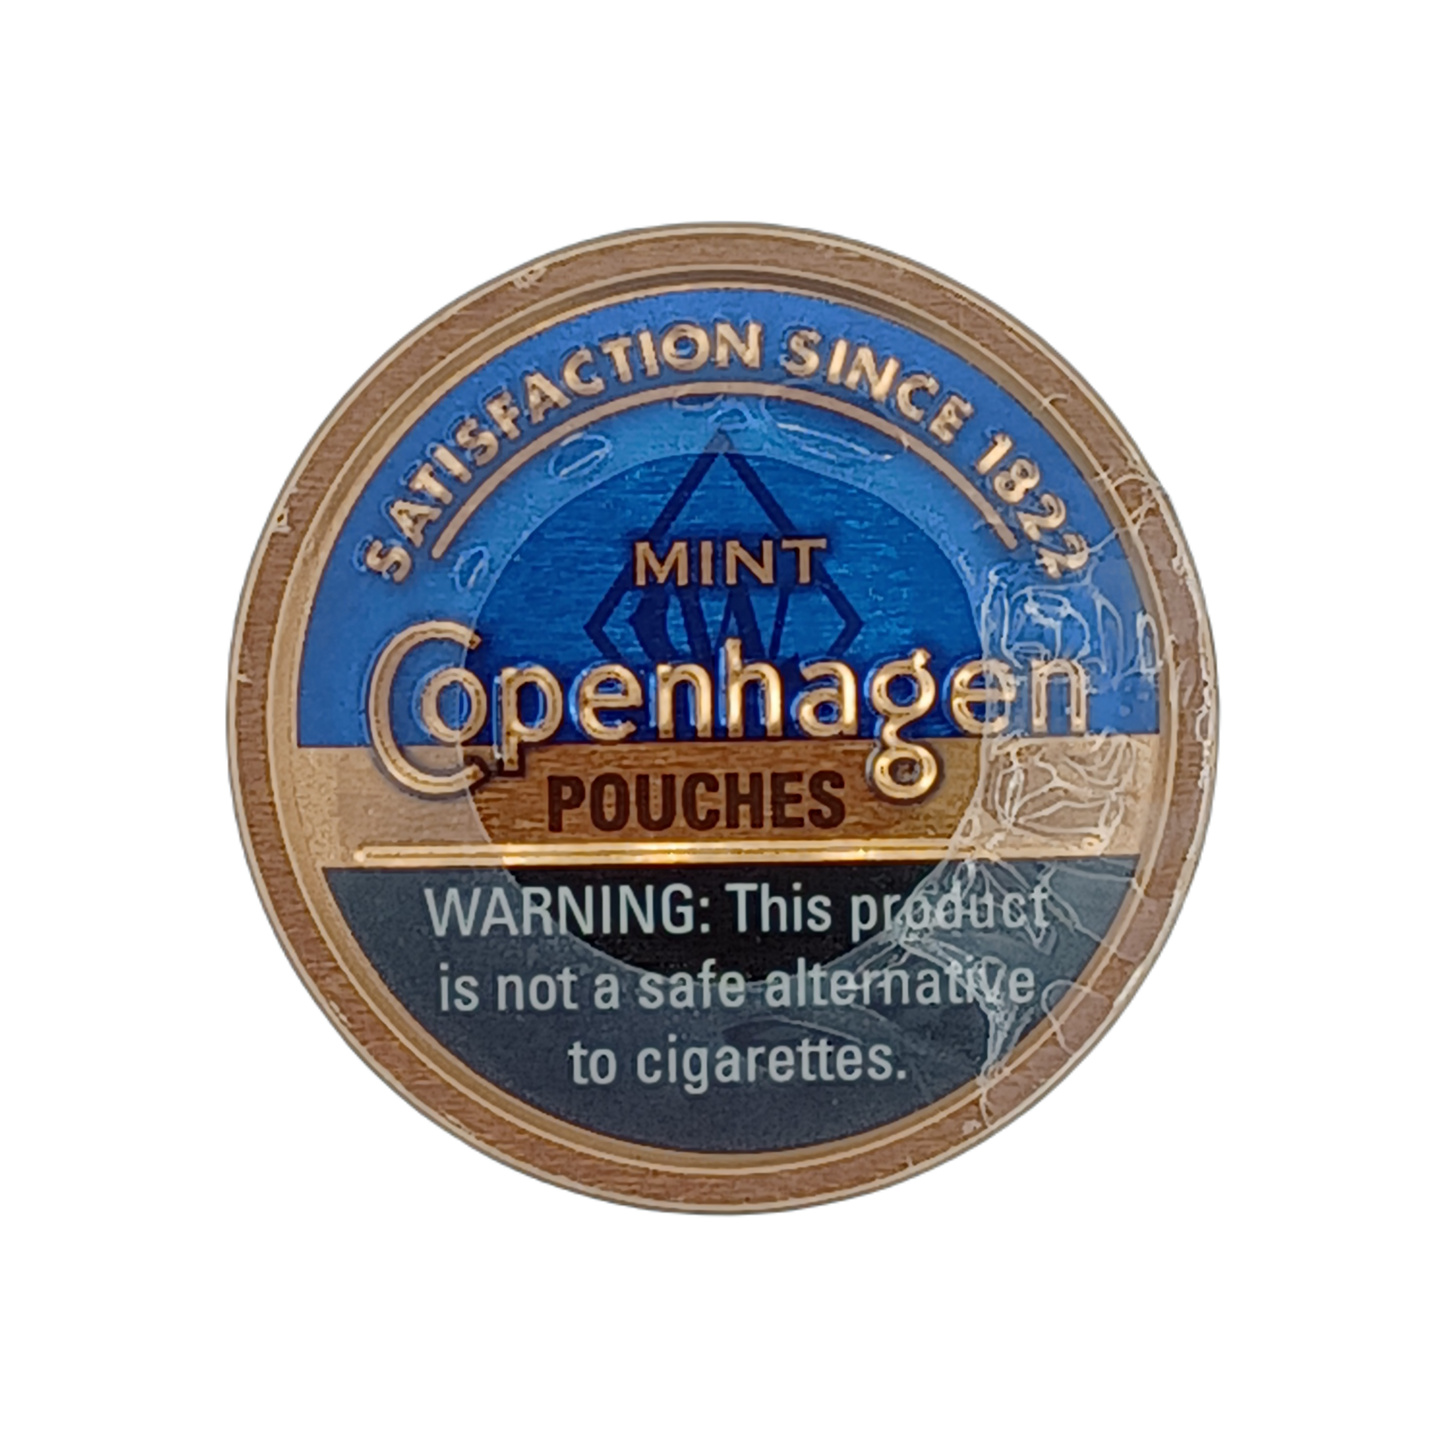 SATISFACTION SINCE 1822
MINT
Copenhagen
POUCHES
WARNING: This product
is not a safe alternative
to cigarettes.